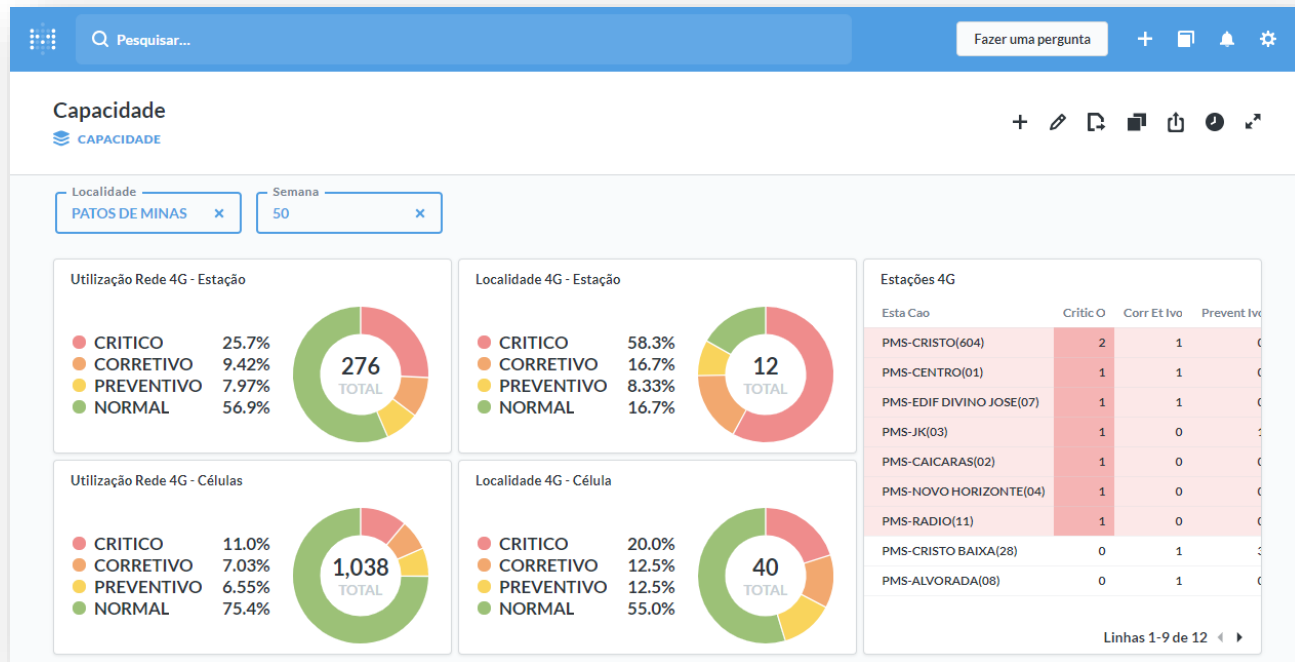 Pesquisar...
Fazer uma pergunta
Capacidade
CAPACIDADE
Localidade
PATOS DE MINAS
Semana
50
Utilização Rede 4G - Estação
CRITICO 25.7%
CORRETIVO 9.42%
PREVENTIVO 7.97%
NORMAL 56.9%
276
TOTAL
Localidade 4G - Estação
CRITICO 58.3%
CORRETIVO 16.7%
PREVENTIVO 8.33%
NORMAL 16.7%
12
TOTAL
Utilização Rede 4G - Células
CRITICO 11.0%
CORRETIVO 7.03%
PREVENTIVO 6.55%
NORMAL 75.4%
1,038
TOTAL
Localidade 4G - Célula
CRITICO 20.0%
CORRETIVO 12.5%
PREVENTIVO 12.5%
NORMAL 55.0%
40
TOTAL
Estações 4G
Esta Cao Critic O Corr Et Ivo Prevent
PMS-CRISTO(604) 2 1
PMS-CENTRO(01) 1 1
PMS-EDIF DIVINO JOSE(07) 1 1
PMS-JK(03) 1 0
PMS-CAICARAS(02) 1 0
PMS-NOVO HORIZONTE(04) 1 0
PMS-RADIO(11) 1 0
PMS-CRISTO BAIXA(28) 0 1
PMS-ALVORADA(08) 0 1
Linhas 1-9 de 12